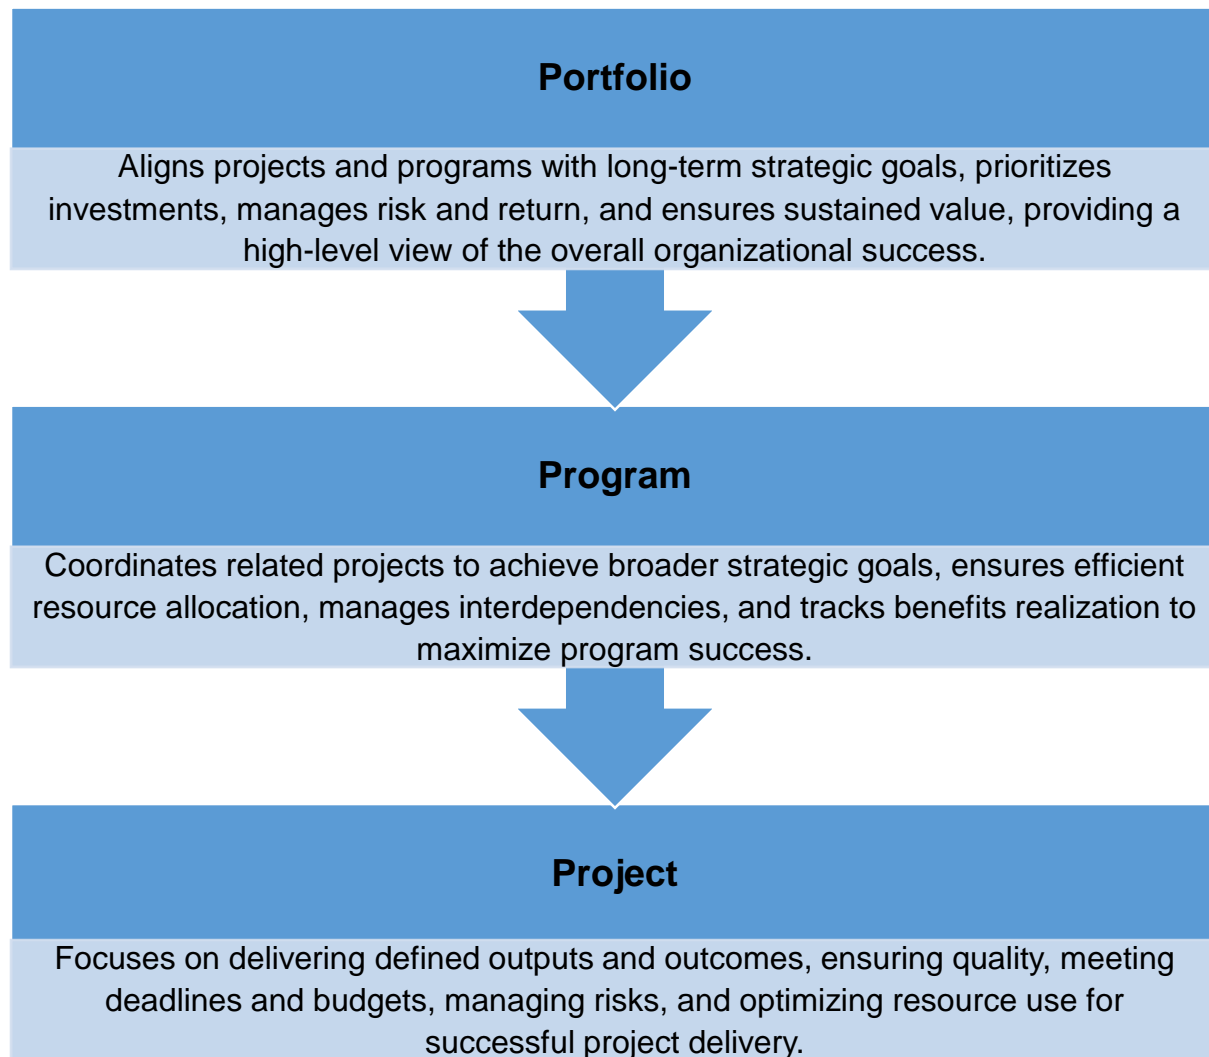 Portfolio
Aligns projects and programs with long-term strategic goals, prioritizes
investments, manages risk and return, and ensures sustained value, providing a
high-level view of the overall organizational success.
Program
Coordinates related projects to achieve broader strategic goals, ensures efficient
resource allocation, manages interdependencies, and tracks benefits realization to
maximize program success.
Project
Focuses on delivering defined outputs and outcomes, ensuring quality, meeting
deadlines and budgets, managing risks, and optimizing resource use for
successful project delivery.